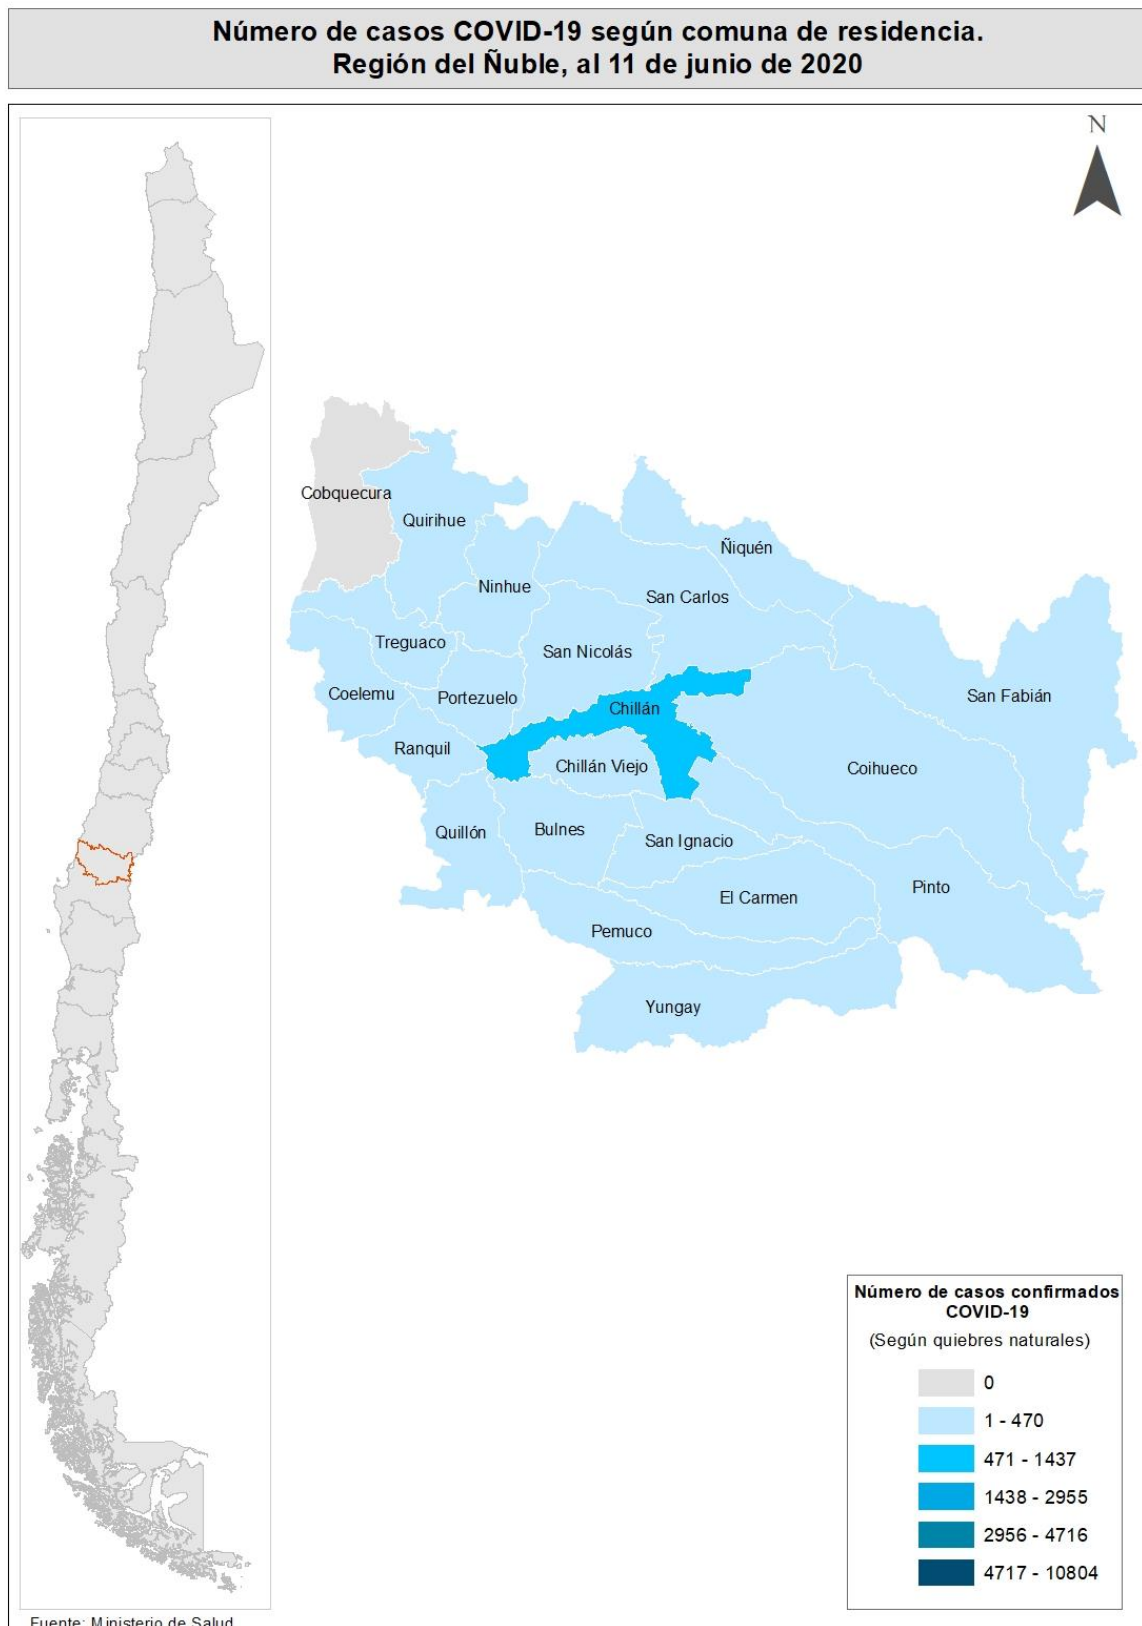 Número de casos COVID-19 según comuna de residencia.
Región del Ñuble, al 11 de junio de 2020
N
Cobquecura
Quirihue
Ñiquén
Ninhue
San Carlos
Treguaco
San Nicolás
Coelemu
Portezuelo
Chillán
San Fabián
Ranquil
Chillán Viejo
Coihueco
Quillón
Bulnes
San Ignacio
El Carmen
Pinto
Pemuco
Yungay
Número de casos confirmados
COVID-19
(Según quiebres naturales)
0
1 - 470
471 - 1437
1438 - 2955
2956 - 4716
4717 - 10804
Fuente: Ministerio de Salud